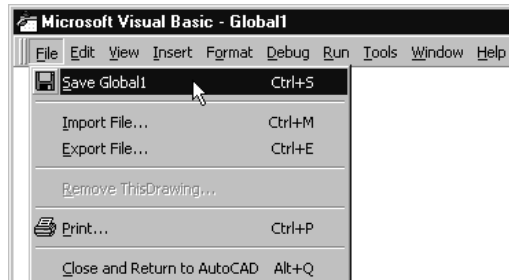 Microsoft Visual Basic - Global1
File Edit View Insert Format Debug Run Tools Window Help
Save Global1 Ctrl+S
Import File... Ctrl+M
Export File... Ctrl+E
Remove ThisDrawing...
Print... Ctrl+P
Close and Return to AutoCAD Alt+Q